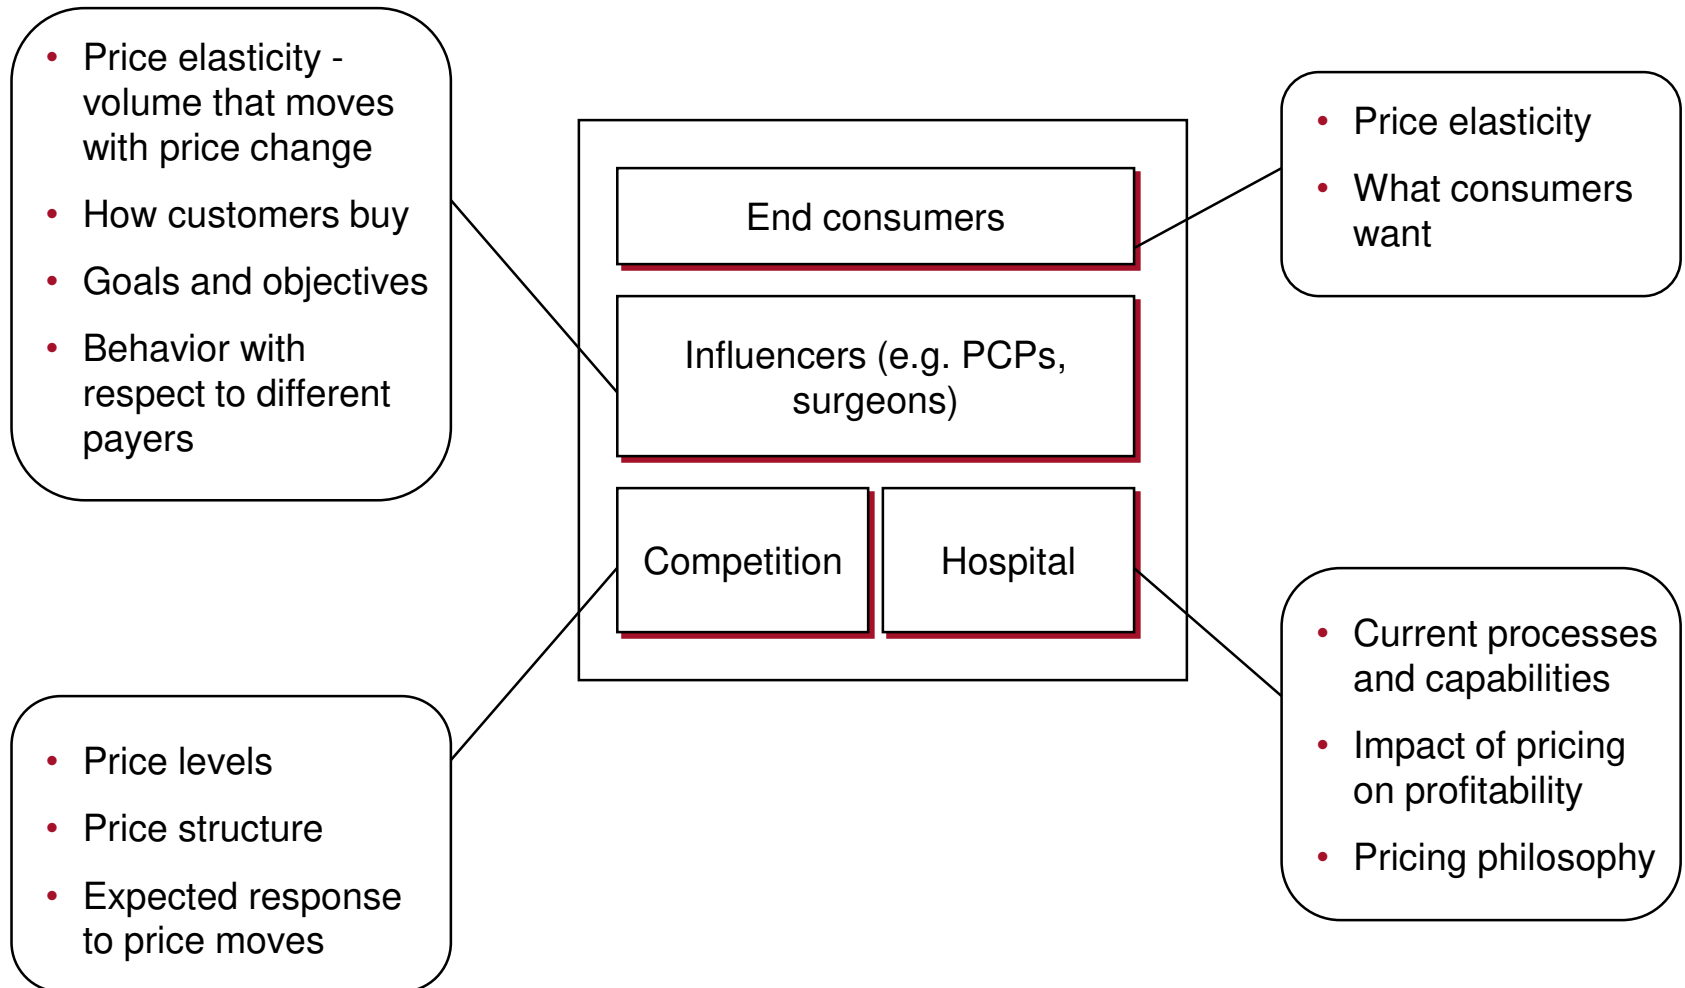 • Price elasticity -
volume that moves
with price change
• How customers buy
• Goals and objectives
• Behavior with
respect to different
payers
End consumers
Influencers (e.g. PCPs,
surgeons)
Competition
Hospital
• Price elasticity
• What consumers
want
• Price levels
• Price structure
• Expected response
to price moves
• Current processes
and capabilities
• Impact of pricing
on profitability
• Pricing philosophy